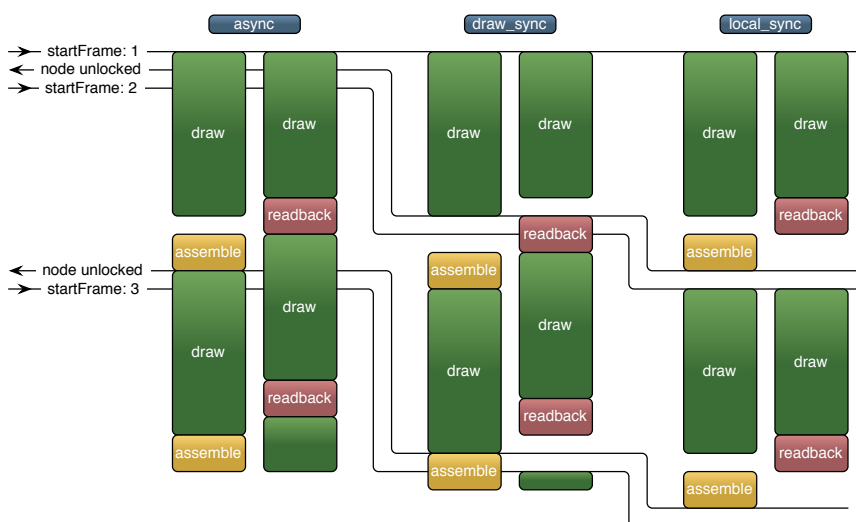 async
draw_sync
local_sync
startFrame: 1
node unlocked
startFrame: 2
draw
draw
draw
draw
draw
draw
readback
readback
readback
assemble
assemble
assemble
node unlocked
startFrame: 3
draw
draw
draw
draw
draw
draw
readback
readback
readback
assemble
assemble
assemble